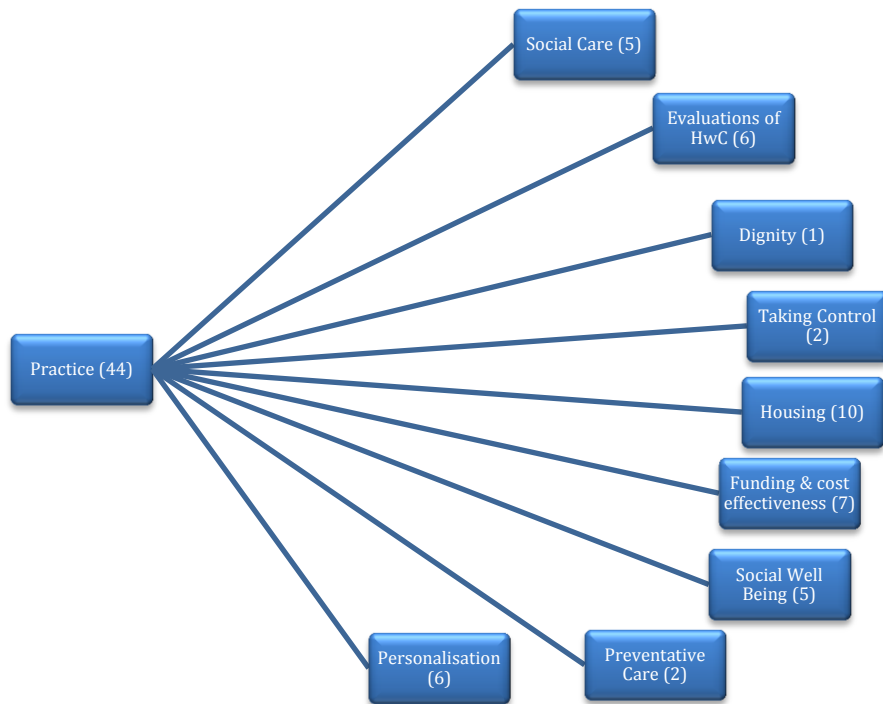 Social Care (5)
Evaluations of
HwC (6)
Dignity (1)
Taking Control
(2)
Practice (44)
Housing (10)
Funding & cost
effectiveness (7)
Social Well
Being (5)
Personalisation
(6)
Preventative
Care (2)